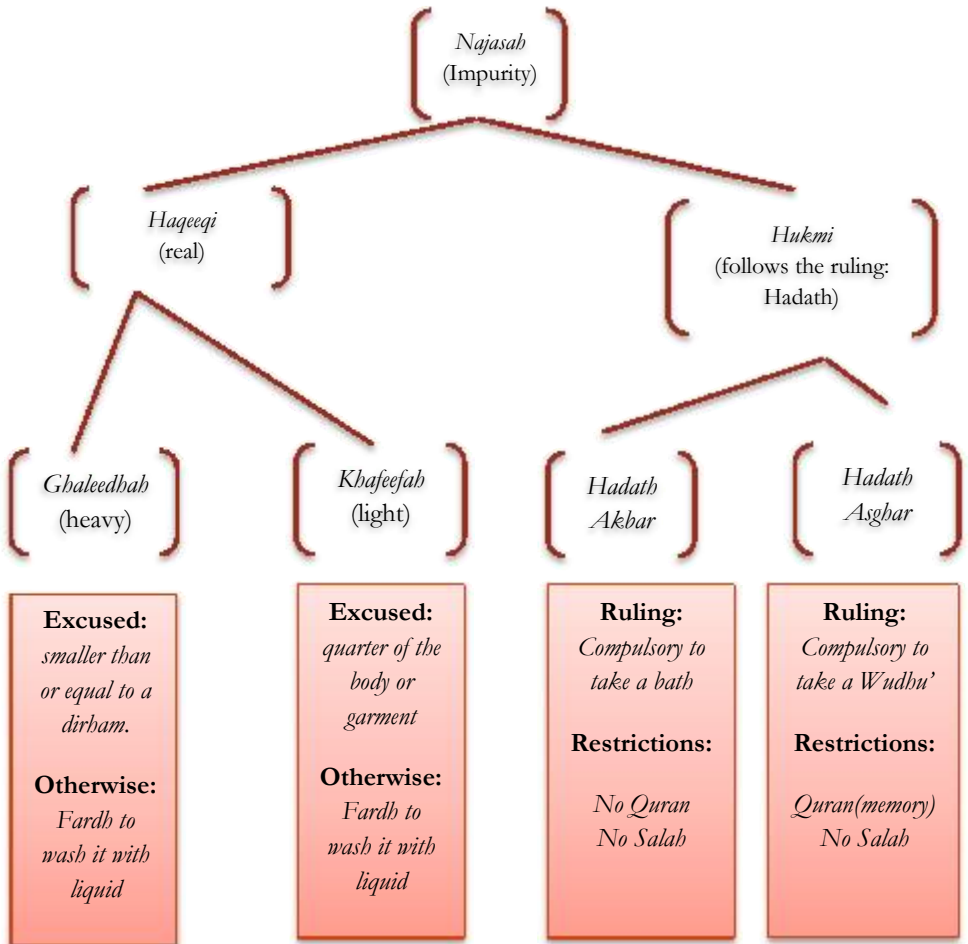 Najasah
(Impurity)
Haqeeqi
(real)
Hukmi
(follows the ruling:
Hadath)
Ghaleedhah
(heavy)
Khafeefah
(light)
Hadath
Akbar
Hadath
Asghar
Excused:
smaller than
or equal to a
dirham.
Otherwise:
Fardh to
wash it with
liquid
Excused:
quarter of the
body or
garment
Otherwise:
Fardh to
wash it with
liquid
Ruling:
Compulsory to
take a bath
Restrictions:
No Quran
No Salah
Ruling:
Compulsory to
take a Wudhu’
Restrictions:
Quran(memory)
No Salah